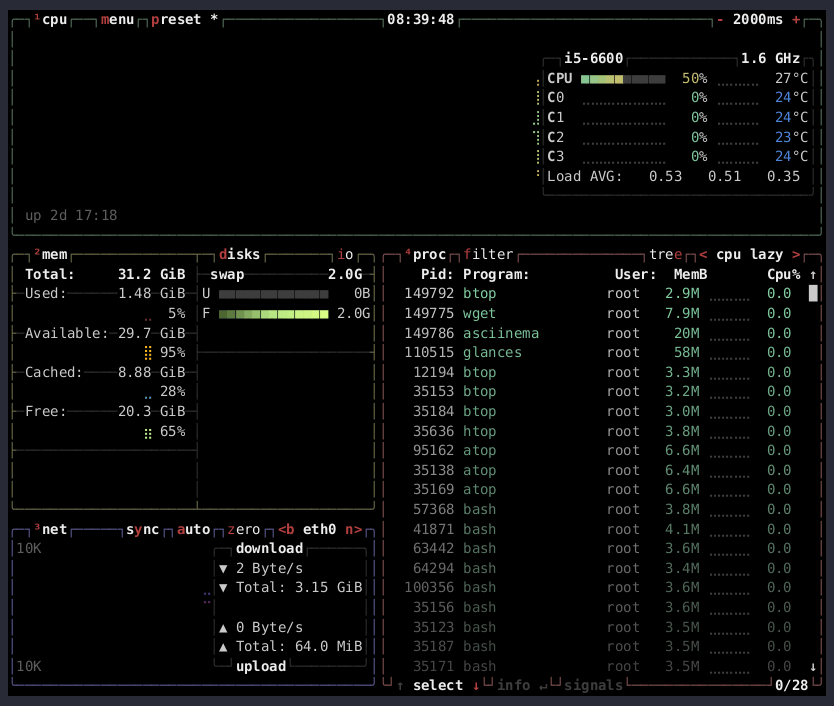 ¹cpu menu preset * 08:39:48 - 2000ms +
i5-6600 1.6 GHz
CPU 50% 27°C
C0 0% 24°C
C1 0% 24°C
C2 0% 23°C
C3 0% 24°C
Load AVG: 0.53 0.51 0.35
up 2d 17:18
²mem disks io
Total: 31.2 GiB swap 2.0G
Used: 1.48 GiB U 0B
5% F 2.0G
Available: 29.7 GiB
95%
Cached: 8.88 GiB
28%
Free: 20.3 GiB
65%
³net sync auto zero <b eth0 n>
10K download
▼ 2 Byte/s
▼ Total: 3.15 GiB
▲ 0 Byte/s
▲ Total: 64.0 MiB
10K upload
⁴proc filter tree < cpu lazy >
Pid: Program: User: MemB Cpu% ↑
149792 btop root 2.9M 0.0
149775 wget root 7.9M 0.0
149786 asciinema root 20M 0.0
110515 glances root 58M 0.0
12194 btop root 3.3M 0.0
35153 btop root 3.2M 0.0
35184 btop root 3.0M 0.0
35636 htop root 3.8M 0.0
95162 atop root 6.6M 0.0
35138 atop root 6.4M 0.0
35169 atop root 6.6M 0.0
57368 bash root 3.8M 0.0
41871 bash root 4.1M 0.0
63442 bash root 3.6M 0.0
64294 bash root 3.4M 0.0
100356 bash root 3.6M 0.0
35156 bash root 3.6M 0.0
35123 bash root 3.5M 0.0
35187 bash root 3.5M 0.0
35171 bash root 3.5M 0.0 ↓
↑ select ↓ info ↵ signals 0/28